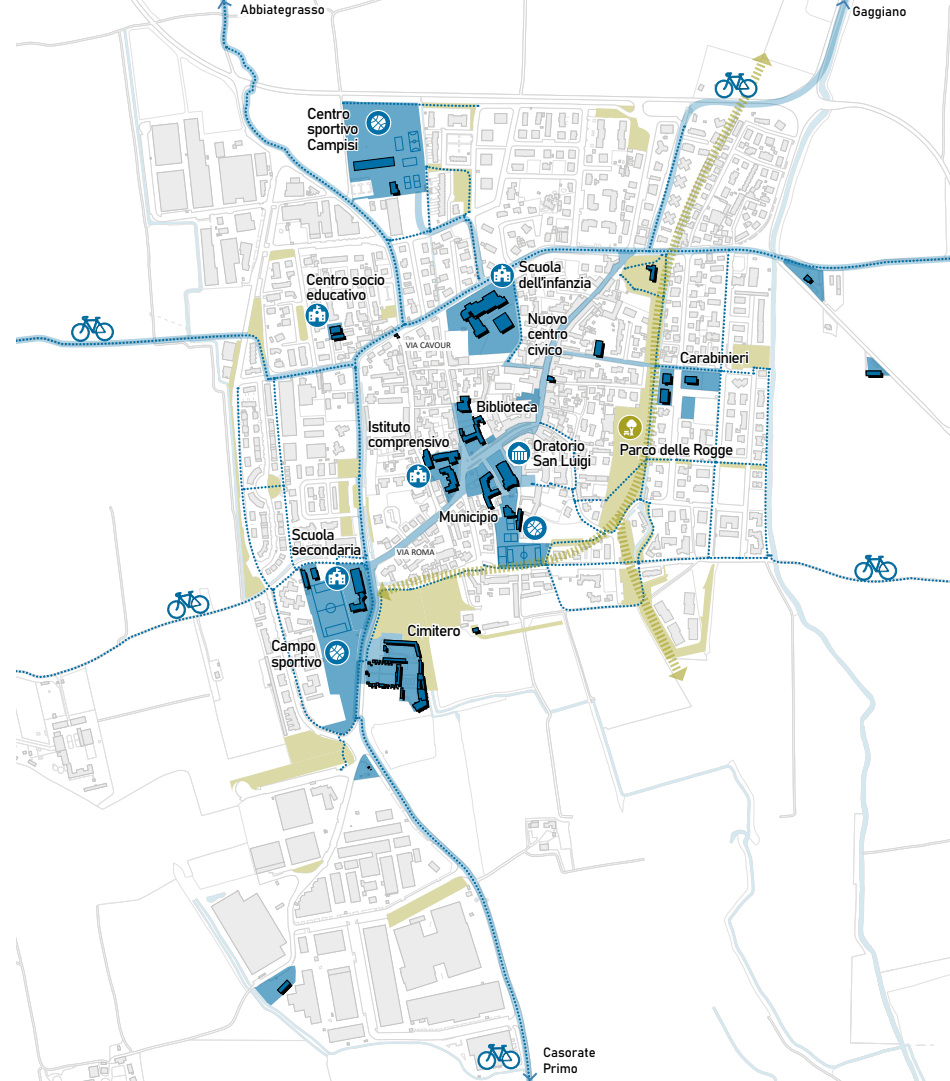 Abbiategrasso
Gaggiano
Centro
sportivo
Campisi
Centro socio
educativo
Scuola
dell'infanzia
Nuovo
centro
civico
VIA CAVOUR
Carabinieri
Biblioteca
Istituto
comprensivo
Oratorio
San Luigi
Parco delle Rogge
Municipio
Scuola
secondaria
VIA ROMA
Cimitero
Campo
sportivo
Casorate
Primo